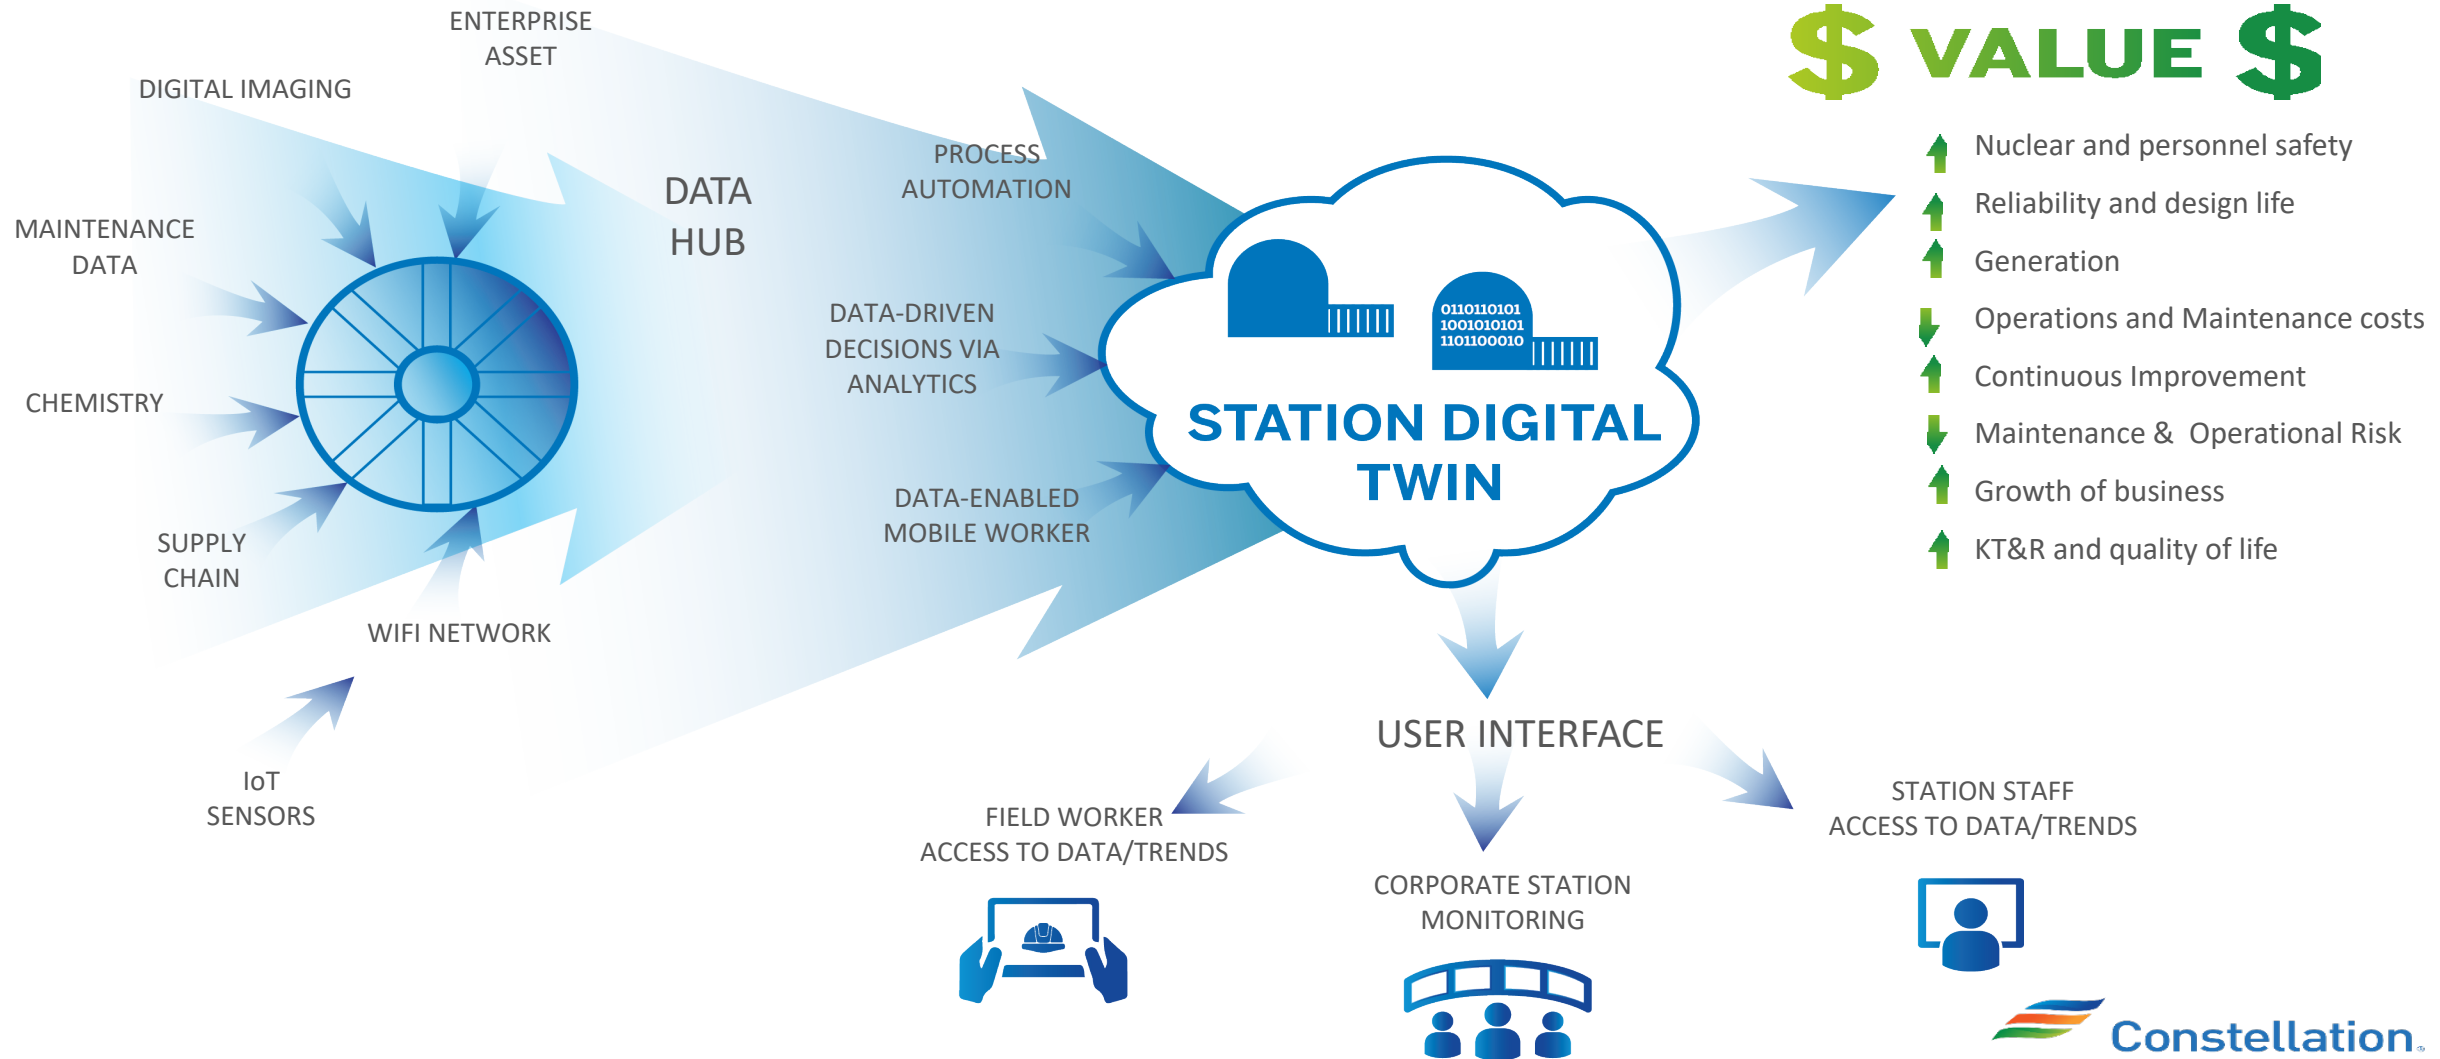 ENTERPRISE
ASSET
DIGITAL IMAGING
MAINTENANCE
DATA
CHEMISTRY
SUPPLY
CHAIN
WIFI NETWORK
IoT
SENSORS
DATA
HUB
PROCESS
AUTOMATION
DATA-DRIVEN
DECISIONS VIA
ANALYTICS
DATA-ENABLED
MOBILE WORKER
0110110101
1001010101
1101100010
STATION DIGITAL
TWIN
$ VALUE $
Nuclear and personnel safety
Reliability and design life
Generation
Operations and Maintenance costs
Continuous Improvement
Maintenance & Operational Risk
Growth of business
KT&R and quality of life
USER INTERFACE
FIELD WORKER
ACCESS TO DATA/TRENDS
CORPORATE STATION
MONITORING
STATION STAFF
ACCESS TO DATA/TRENDS
Constellation